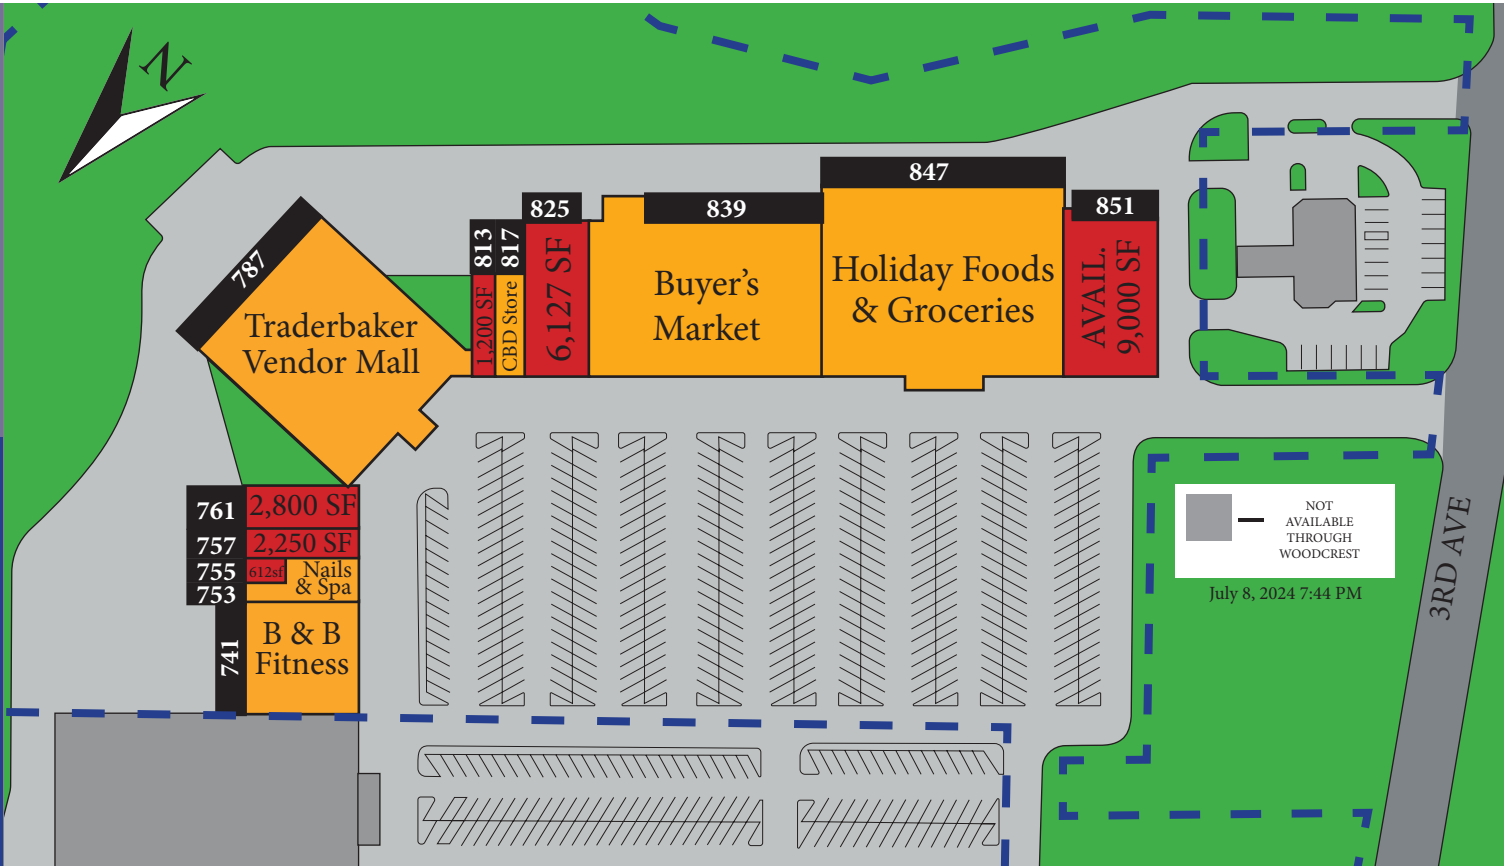 N
787
Traderbaker
Vendor Mall
813
1,200 SF
817
CBD Store
825
6,127 SF
839
Buyer's
Market
847
Holiday Foods
& Groceries
851
AVAIL.
9,000 SF
761
2,800 SF
757
2,250 SF
755
612sf
753
Nails
& Spa
741
B & B
Fitness
NOT
AVAILABLE
THROUGH
WOODCREST
July 8, 2024 7:44 PM
3RD AVE